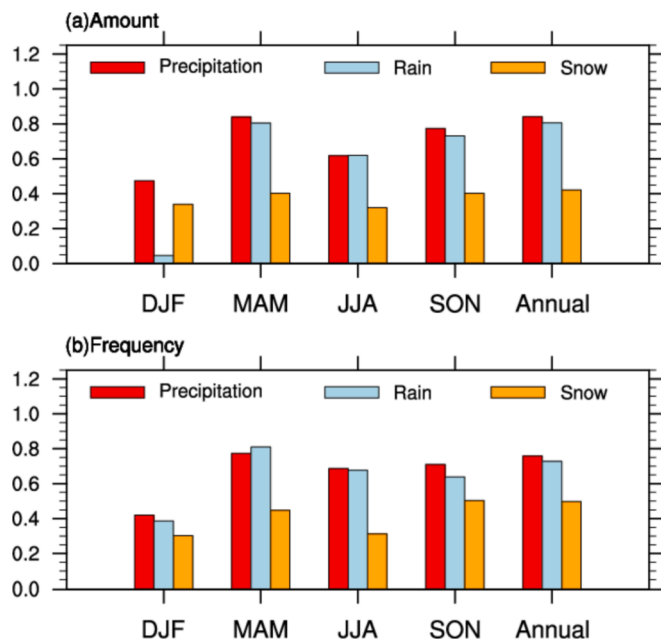 (a)Amount
1.2
Precipitation Rain Snow
1.0
0.8
0.6
0.4
0.2
0.0
DJF MAM JJA SON Annual
(b)Frequency
1.2
Precipitation Rain Snow
1.0
0.8
0.6
0.4
0.2
0.0
DJF MAM JJA SON Annual